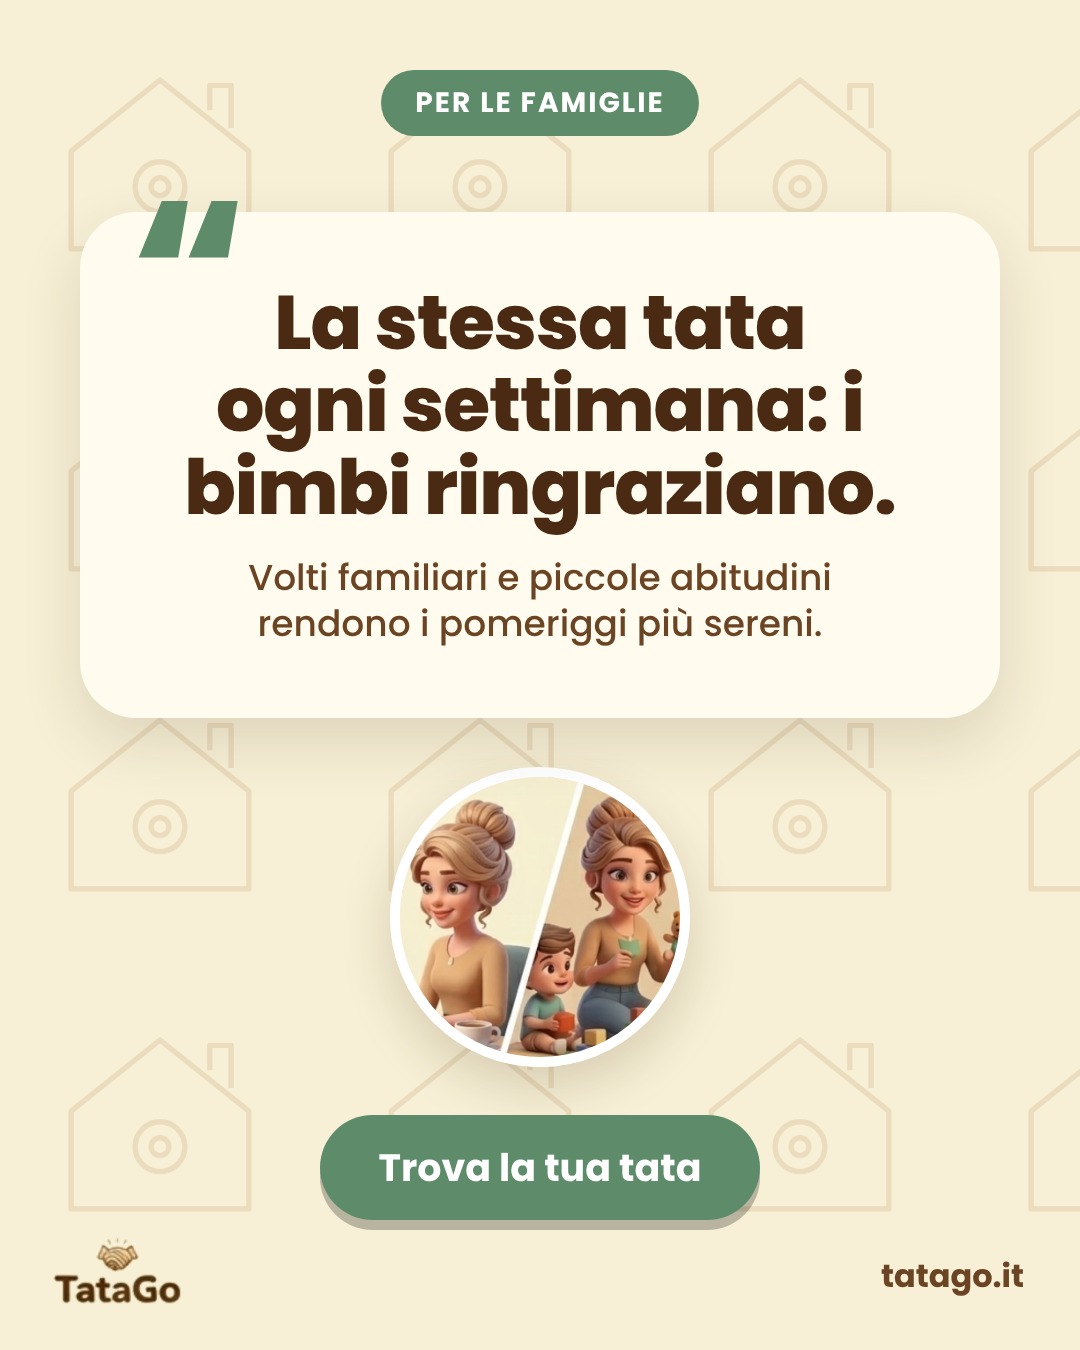 PER LE FAMIGLIE
“
La stessa tata
ogni settimana: i
bimbi ringraziano.
Volti familiari e piccole abitudini
rendono i pomeriggi più sereni.
Trova la tua tata
TataGo
tatago.it